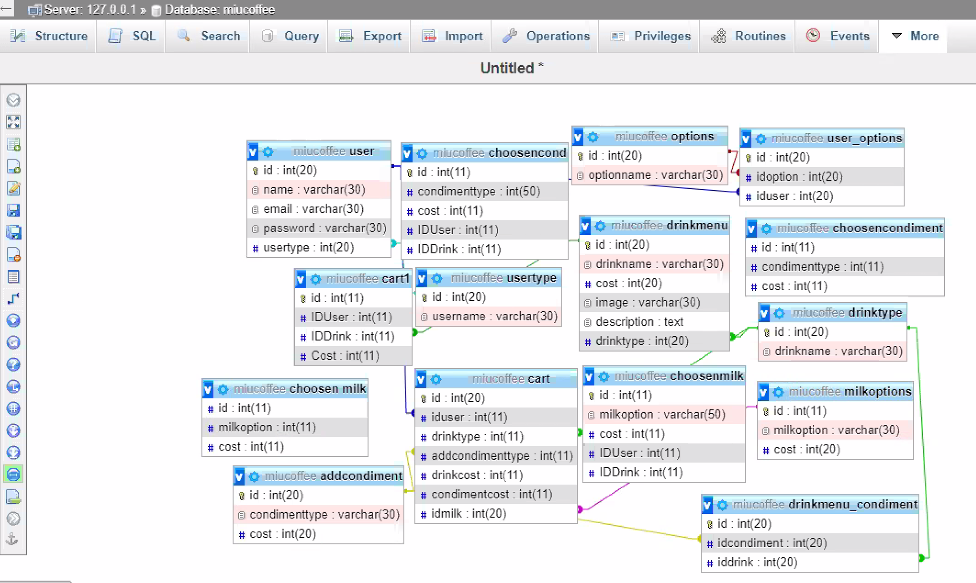 Server: 127.0.0.1 » Database: miucoffee
Structure SQL Search Query Export Import Operations Privileges Routines Events More
Untitled *
miucoffee user
id : int(20)
name : varchar(30)
email : varchar(30)
password : varchar(30)
usertype : int(20)
miucoffee choosencond
id : int(11)
condimenttype : int(50)
cost : int(11)
IDUser : int(11)
IDDrink : int(11)
miucoffee options
id : int(20)
optionname : varchar(30)
miucoffee user_options
id : int(20)
idoption : int(20)
iduser : int(20)
miucoffee drinkmenu
id : int(20)
drinkname : varchar(30)
cost : int(20)
image : varchar(30)
description : text
drinktype : int(20)
miucoffee choosencondiment
id : int(11)
condimenttype : int(11)
cost : int(11)
miucoffee cart1
id : int(11)
IDUser : int(11)
IDDrink : int(11)
Cost : int(11)
miucoffee usertype
id : int(20)
username : varchar(30)
miucoffee drinktype
id : int(20)
drinkname : varchar(30)
miucoffee choosen milk
id : int(11)
milkoption : int(11)
cost : int(11)
miucoffee cart
id : int(20)
iduser : int(11)
drinktype : int(11)
addcondimenttype : int(11)
drinkcost : int(11)
condimentcost : int(11)
idmilk : int(20)
miucoffee choosenmilk
id : int(11)
milkoption : varchar(50)
cost : int(11)
IDUser : int(11)
IDDrink : int(11)
miucoffee milkoptions
id : int(11)
milkoption : varchar(30)
cost : int(20)
miucoffee addcondiment
id : int(20)
condimenttype : varchar(30)
cost : int(20)
miucoffee drinkmenu_condiment
id : int(20)
idcondiment : int(20)
iddrink : int(20)